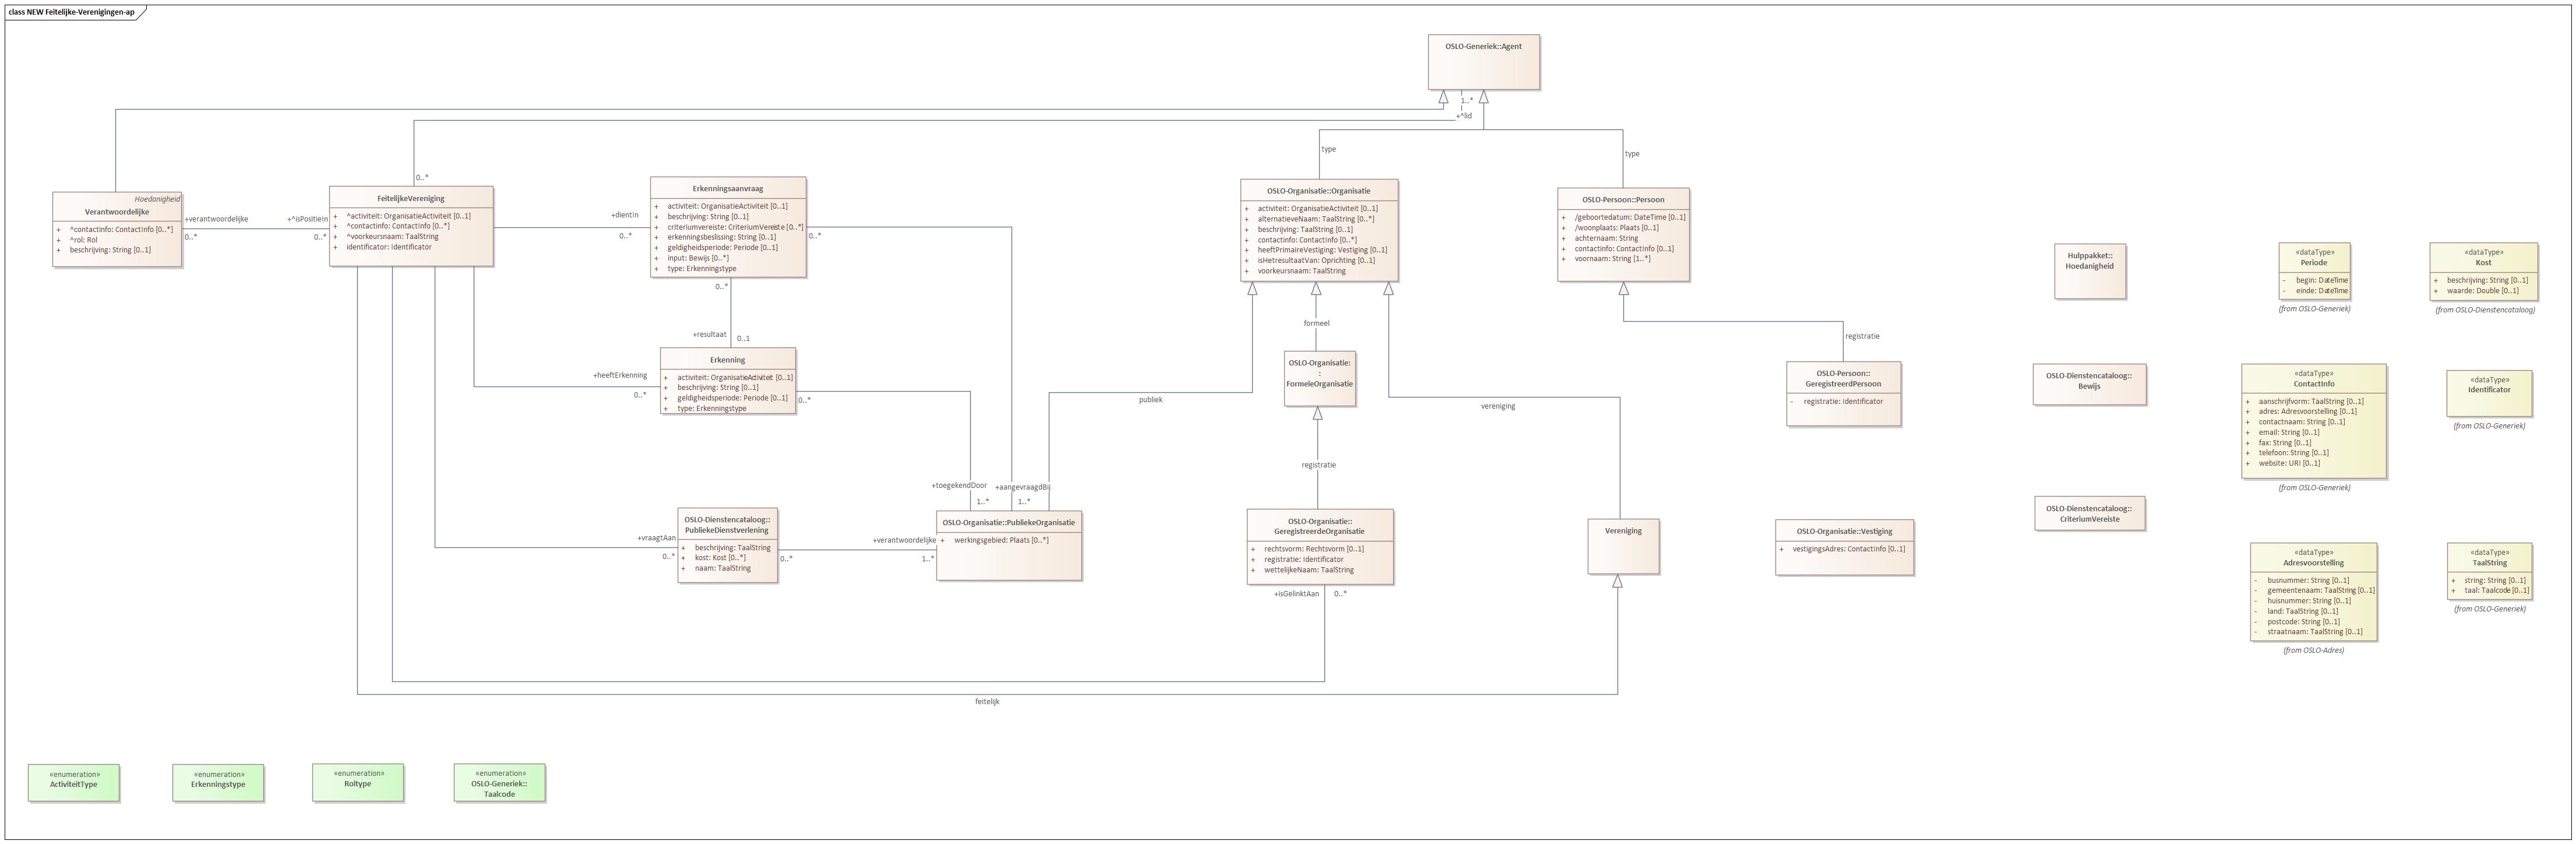 class NEW Feitelijke-Verenigingen-ap
OSLO-Generiek::Agent
1..*
+^lid
type
type
0..*
Hoedanigheid
Verantwoordelijke
+ ^contactinfo: ContactInfo [0..*]
+ ^rol: Rol
+ beschrijving: String [0..1]
+verantwoordelijke
0..*
+^isPositieIn
0..*
FeitelijkeVereniging
+ ^activiteit: OrganisatieActiviteit [0..1]
+ ^contactinfo: ContactInfo [0..*]
+ ^voorkeursnaam: TaalString
+ identificator: Identificator
+dientIn
0..*
Erkenningsaanvraag
+ activiteit: OrganisatieActiviteit [0..1]
+ beschrijving: String [0..1]
+ criteriumvereiste: CriteriumVereiste [0..*]
+ erkenningsbeslissing: String [0..1]
+ geldigheidsperiode: Periode [0..1]
+ input: Bewijs [0..*]
+ type: Erkenningstype
0..*
0..*
+resultaat
0..1
OSLO-Organisatie::Organisatie
+ activiteit: OrganisatieActiviteit [0..1]
+ alternatieveNaam: TaalString [0..*]
+ beschrijving: TaalString [0..1]
+ contactinfo: ContactInfo [0..*]
+ heeftPrimaireVestiging: Vestiging [0..1]
+ isHetresultaatVan: Oprichting [0..1]
+ voorkeursnaam: TaalString
OSLO-Persoon::Persoon
+ /geboortedatum: DateTime [0..1]
+ /woonplaats: Plaats [0..1]
+ achternaam: String
+ contactinfo: ContactInfo [0..1]
+ voornaam: String [1..*]
Hulppakket::
Hoedanigheid
«dataType»
Periode
- begin: DateTime
- einde: DateTime
(from OSLO-Generiek)
«dataType»
Kost
+ beschrijving: String [0..1]
+ waarde: Double [0..1]
(from OSLO-Dienstencataloog)
formeel
registratie
+heeftErkenning
0..*
Erkenning
+ activiteit: OrganisatieActiviteit [0..1]
+ beschrijving: String [0..1]
+ geldigheidsperiode: Periode [0..1]
+ type: Erkenningstype
0..*
publiek
OSLO-Organisatie:
:
FormeleOrganisatie
vereniging
OSLO-Persoon::
GeregistreerdPersoon
- registratie: Identificator
OSLO-Dienstencataloog::
Bewijs
«dataType»
ContactInfo
+ aanschrijfvorm: TaalString [0..1]
+ adres: Adresvoorstelling [0..1]
+ contactnaam: String [0..1]
+ email: String [0..1]
+ fax: String [0..1]
+ telefoon: String [0..1]
+ website: URI [0..1]
(from OSLO-Generiek)
«dataType»
Identificator
(from OSLO-Generiek)
registratie
+toegekendDoor
1..*
+aangevraagdBij
1..*
+vraagtAan
0..*
OSLO-Dienstencataloog::
PubliekeDienstverlening
+ beschrijving: TaalString
+ kost: Kost [0..*]
+ naam: TaalString
0..*
+verantwoordelijke
1..*
OSLO-Organisatie::PubliekeOrganisatie
+ werkingsgebied: Plaats [0..*]
OSLO-Organisatie::
GeregistreerdeOrganisatie
+ rechtsvorm: Rechtsvorm [0..1]
+ registratie: Identificator
+ wettelijkeNaam: TaalString
+isGelinktAan
0..*
Vereniging
OSLO-Organisatie::Vestiging
+ vestigingsAdres: ContactInfo [0..1]
OSLO-Dienstencataloog::
CriteriumVereiste
«dataType»
Adresvoorstelling
- busnummer: String [0..1]
- gemeentenaam: TaalString [0..1]
- huisnummer: String [0..1]
- land: TaalString [0..1]
- postcode: String [0..1]
- straatnaam: TaalString [0..1]
(from OSLO-Adres)
«dataType»
TaalString
+ string: String [0..1]
+ taal: Taalcode [0..1]
(from OSLO-Generiek)
feitelijk
«enumeration»
ActiviteitType
«enumeration»
Erkenningstype
«enumeration»
Roltype
«enumeration»
OSLO-Generiek::
Taalcode